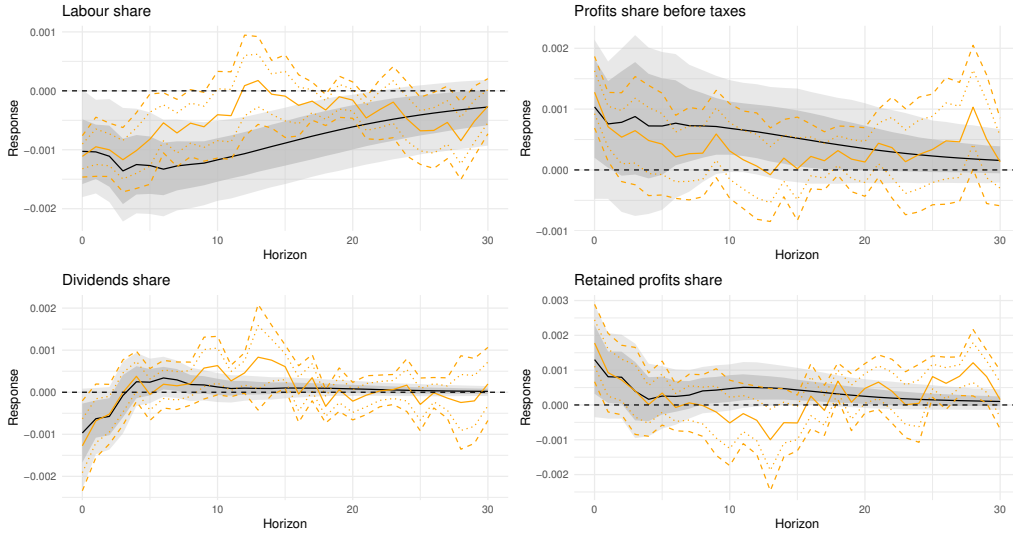 Labour share
0.001
0.000
−0.001
−0.002
Response
0
10
20
30
Horizon
Profits share before taxes
0.002
0.001
0.000
−0.001
Response
0
10
20
30
Horizon
Dividends share
0.002
0.001
0.000
−0.001
−0.002
Response
0
10
20
30
Horizon
Retained profits share
0.003
0.002
0.001
0.000
−0.001
−0.002
Response
0
10
20
30
Horizon